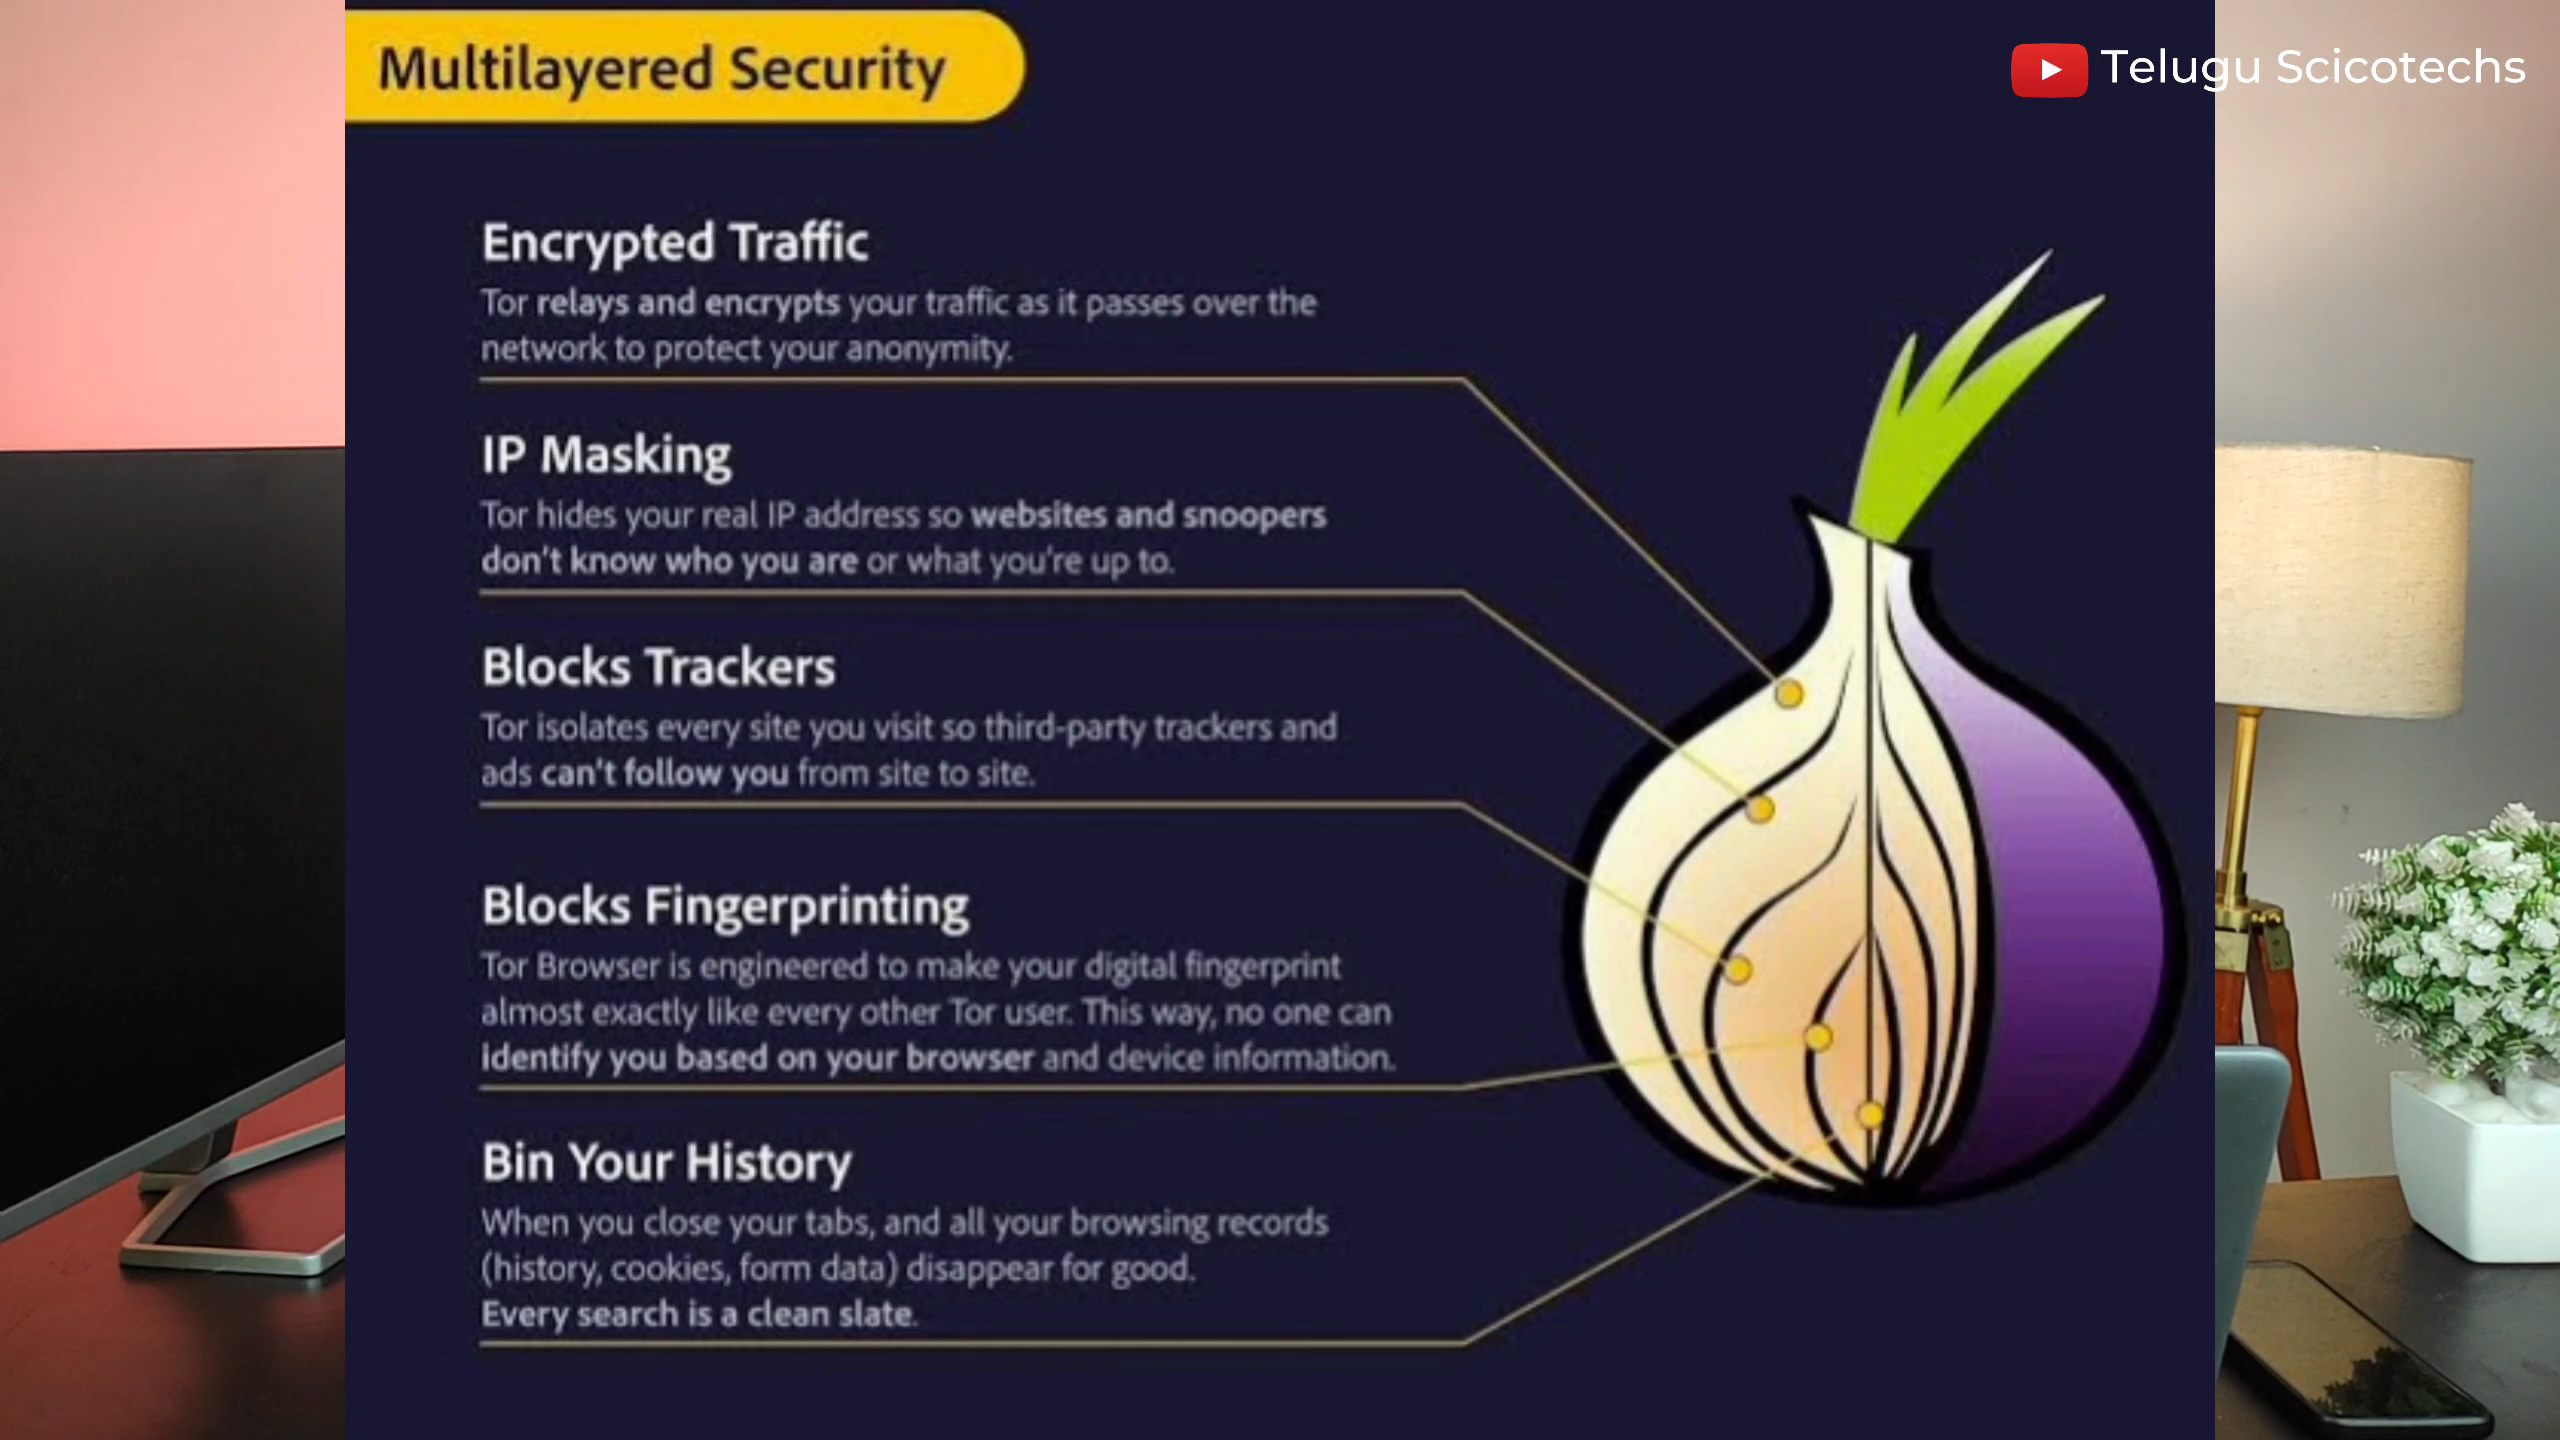 Multilayered Security
Telugu Scicotechs
Encrypted Traffic
Tor relays and encrypts your traffic as it passes over the
network to protect your anonymity.
IP Masking
Tor hides your real IP address so websites and snoopers
don't know who you are or what you're up to.
Blocks Trackers
Tor isolates every site you visit so third-party trackers and
ads can't follow you from site to site.
Blocks Fingerprinting
Tor Browser is engineered to make your digital fingerprint
almost exactly like every other Tor user. This way, no one can
identify you based on your browser and device information.
Bin Your History
When you close your tabs, and all your browsing records
(history, cookies, form data) disappear for good.
Every search is a clean slate.